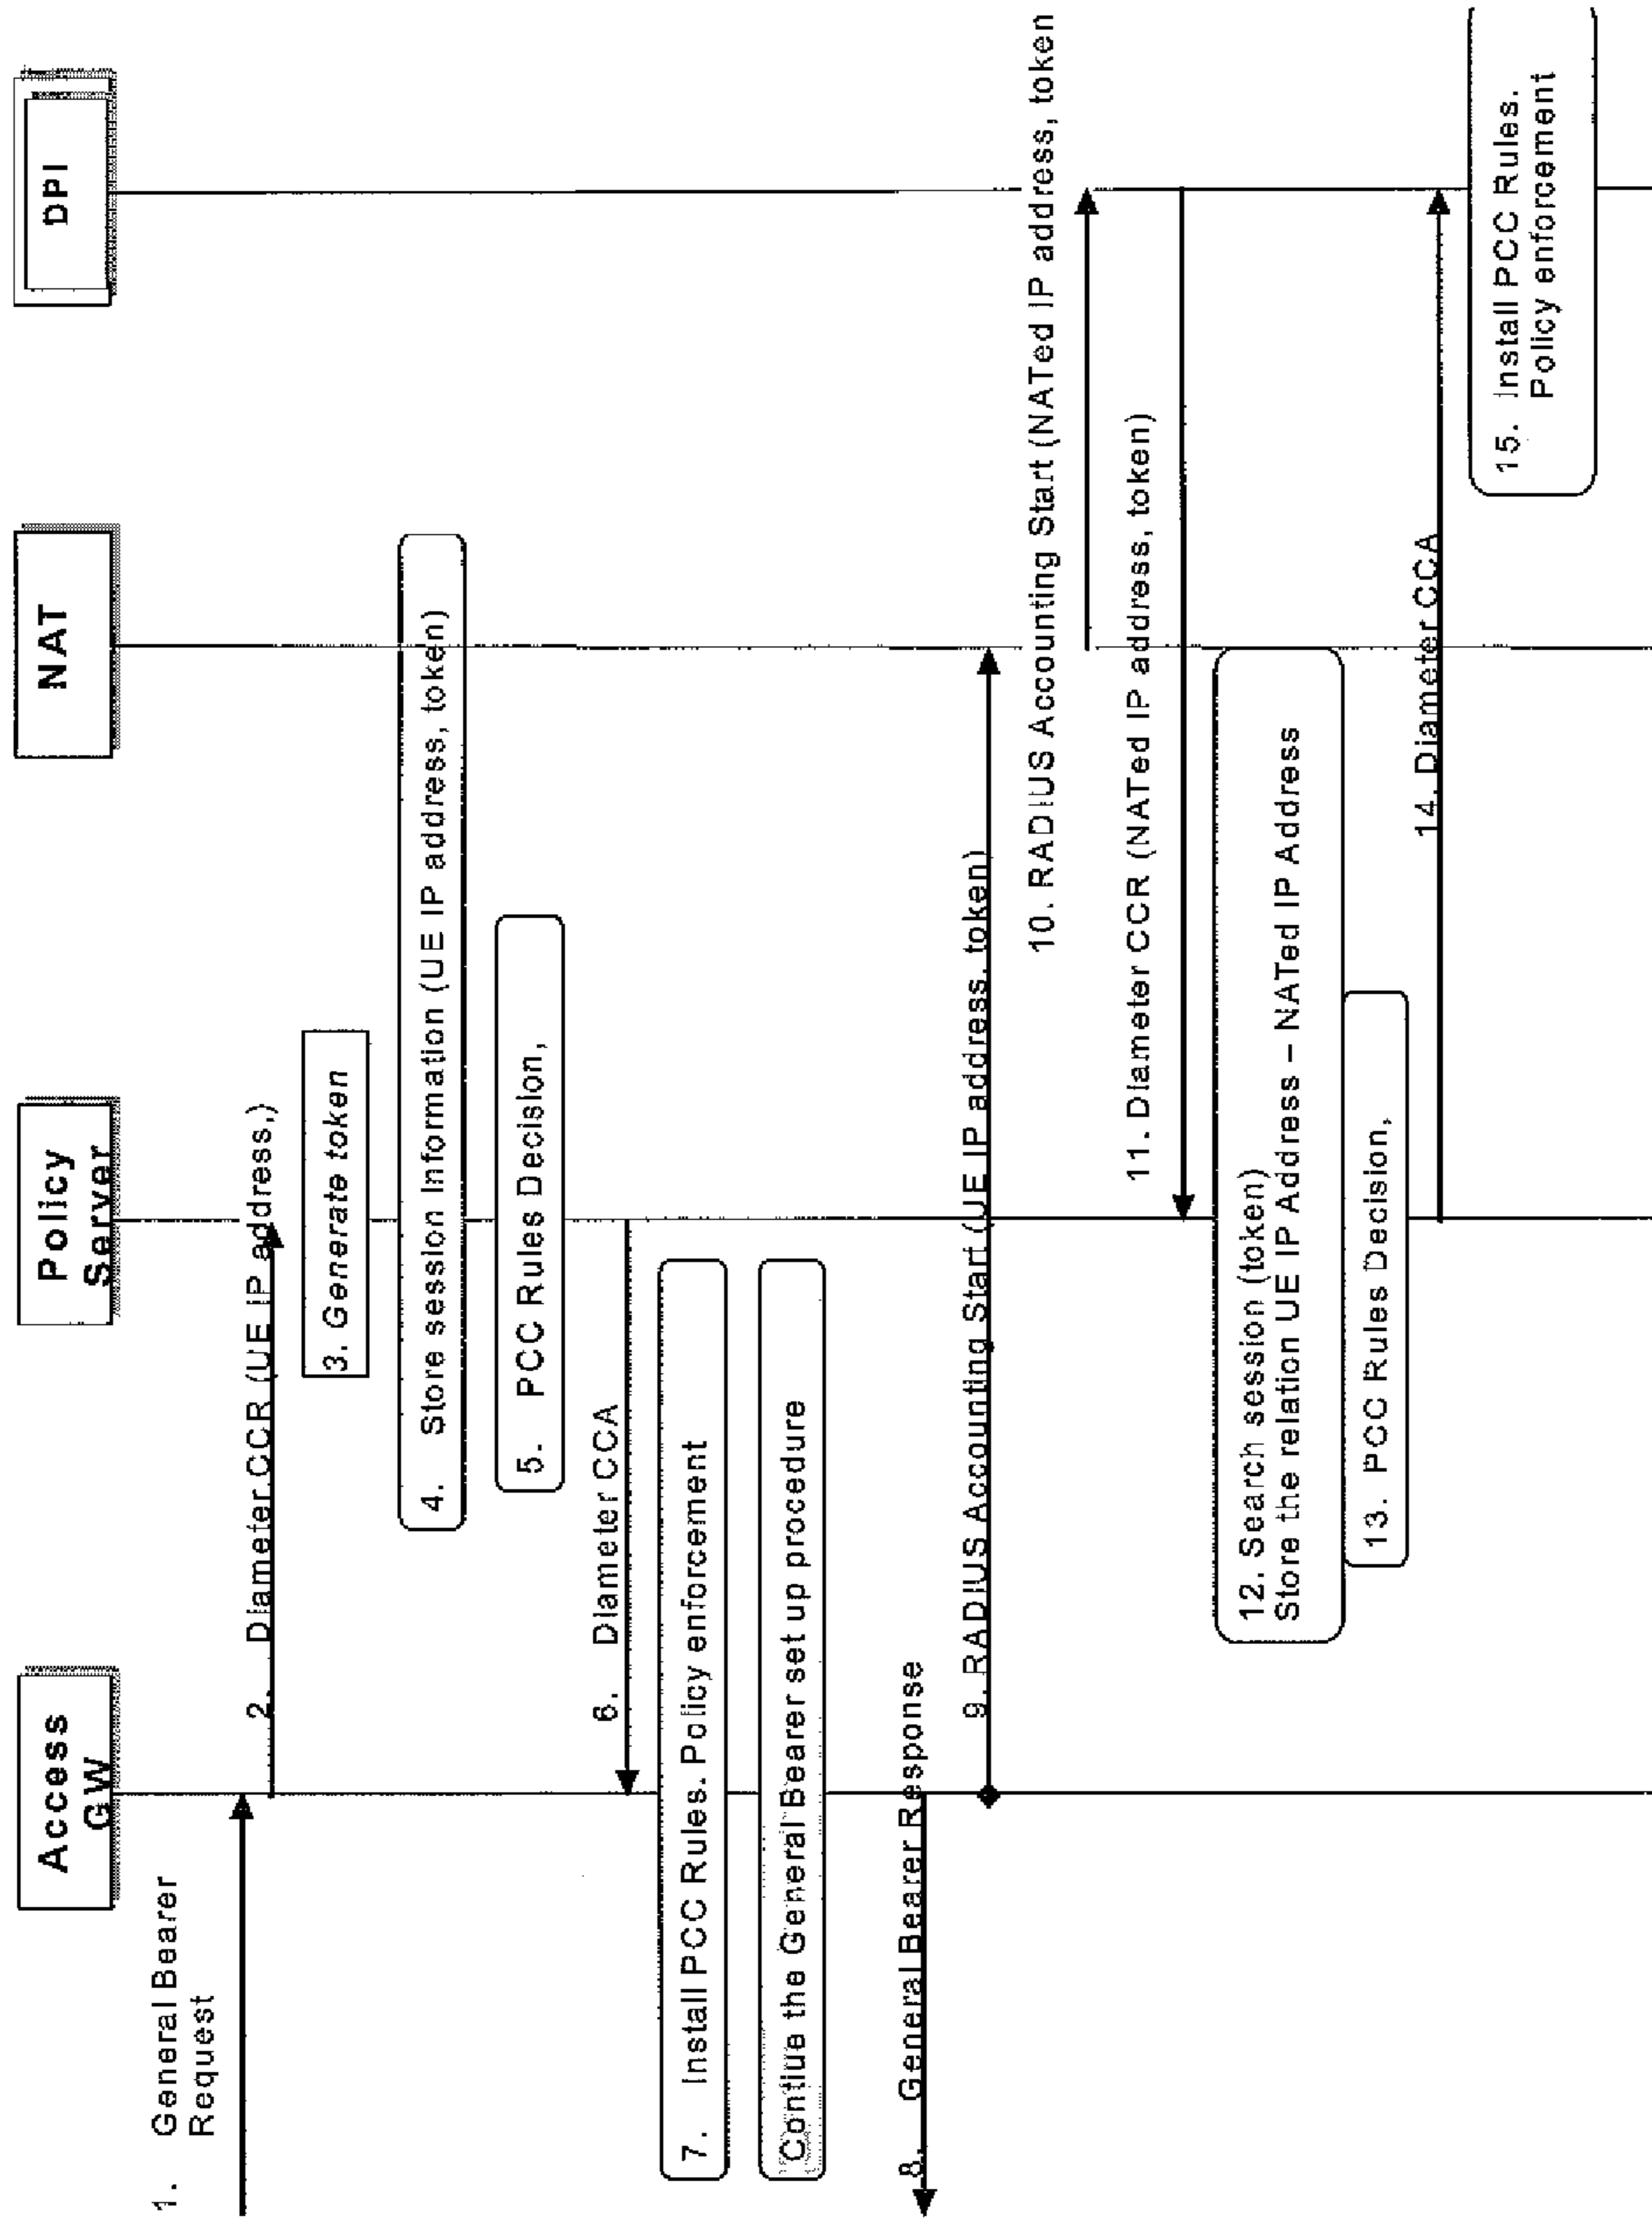 Access
GW
Policy
Server
NAT
DPI
1. General Bearer
Request
2. Diameter CCR (UE IP address,)
3. Generate token
4. Store session Information (UE IP address, token)
5. PCC Rules Decision,
6. Diameter CCA
7. Install PCC Rules. Policy enforcement
Contiue the General Bearer set up procedure
8. General Bearer Response
9. RADIUS Accounting Start (UE IP address, token)
10. RADIUS Accounting Start (NATed IP address, token
11. Diameter CCR (NATed IP address, token)
12. Search session (token)
Store the relation UE IP Address – NATed IP Address
13. PCC Rules Decision,
14. Diameter CCA
15. Install PCC Rules.
Policy enforcement